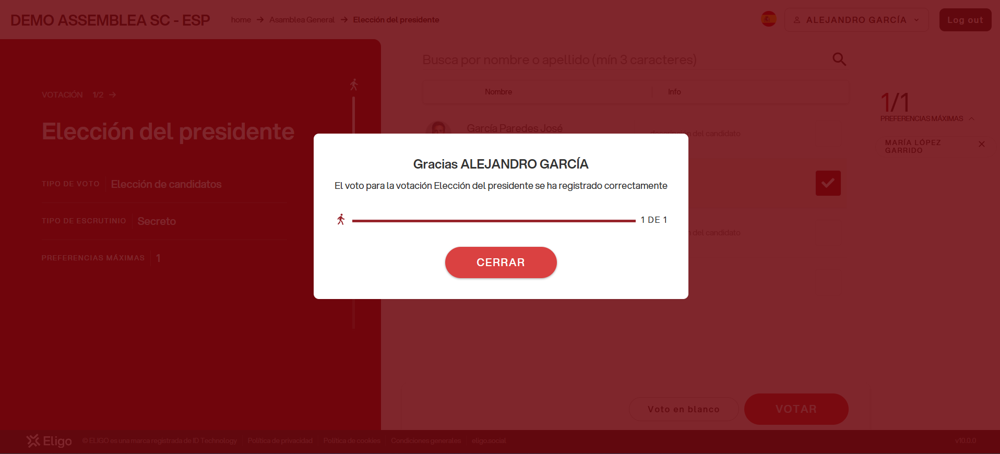 DEMO ASSEMBLEA SC - ESP
home → Asamblea General → Elección del presidente
ALEJANDRO GARCÍA
Log out
VOTACIÓN 1/2 →
Elección del presidente
TIPO DE VOTO Elección de candidatos
TIPO DE ESCRUTINIO Secreto
PREFERENCIAS MÁXIMAS 1
Busca por nombre o apellido (mín 3 caracteres)
Nombre Info
García Paredes José
descripción del candidato
n del candidato
1/1
PREFERENCIAS MÁXIMAS
MARÍA LÓPEZ
GARRIDO
Gracias ALEJANDRO GARCÍA
El voto para la votación Elección del presidente se ha registrado correctamente
1 DE 1
CERRAR
Voto en blanco
VOTAR
Eligo
© ELIGO es una marca registrada de ID Technology
Política de privacidad
Política de cookies
Condiciones generales
eligo.social
v10.0.0